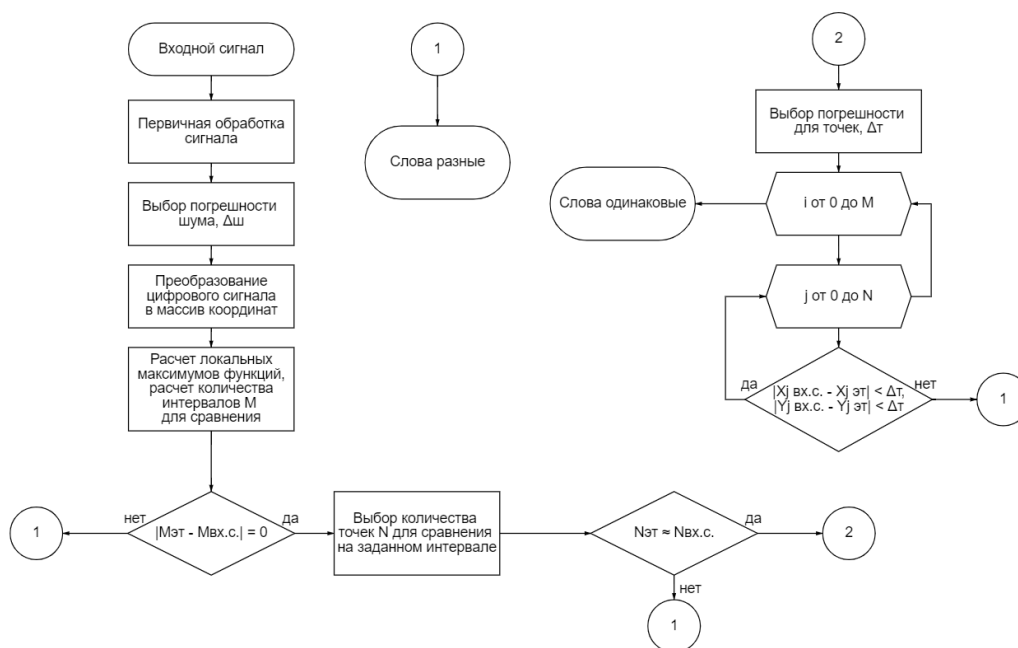 Входной сигнал
Первичная обработка
сигнала
Выбор погрешности
шума, Δш
Преобразование
цифрового сигнала
в массив координат
Расчет локальных
максимумов функций,
расчет количества
интервалов M
для сравнения
|Mэт - Mвх.с.| = 0
нет
1
да
Выбор количества
точек N для сравнения
на заданном интервале
Nэт ≈ Nвх.с.
да
2
нет
1
1
Слова разные
2
Выбор погрешности
для точек, Δт
i от 0 до M
Слова одинаковые
j от 0 до N
|Xj вх.с. - Xj эт| < Δт,
|Yj вх.с. - Yj эт| < Δт
да
нет
1